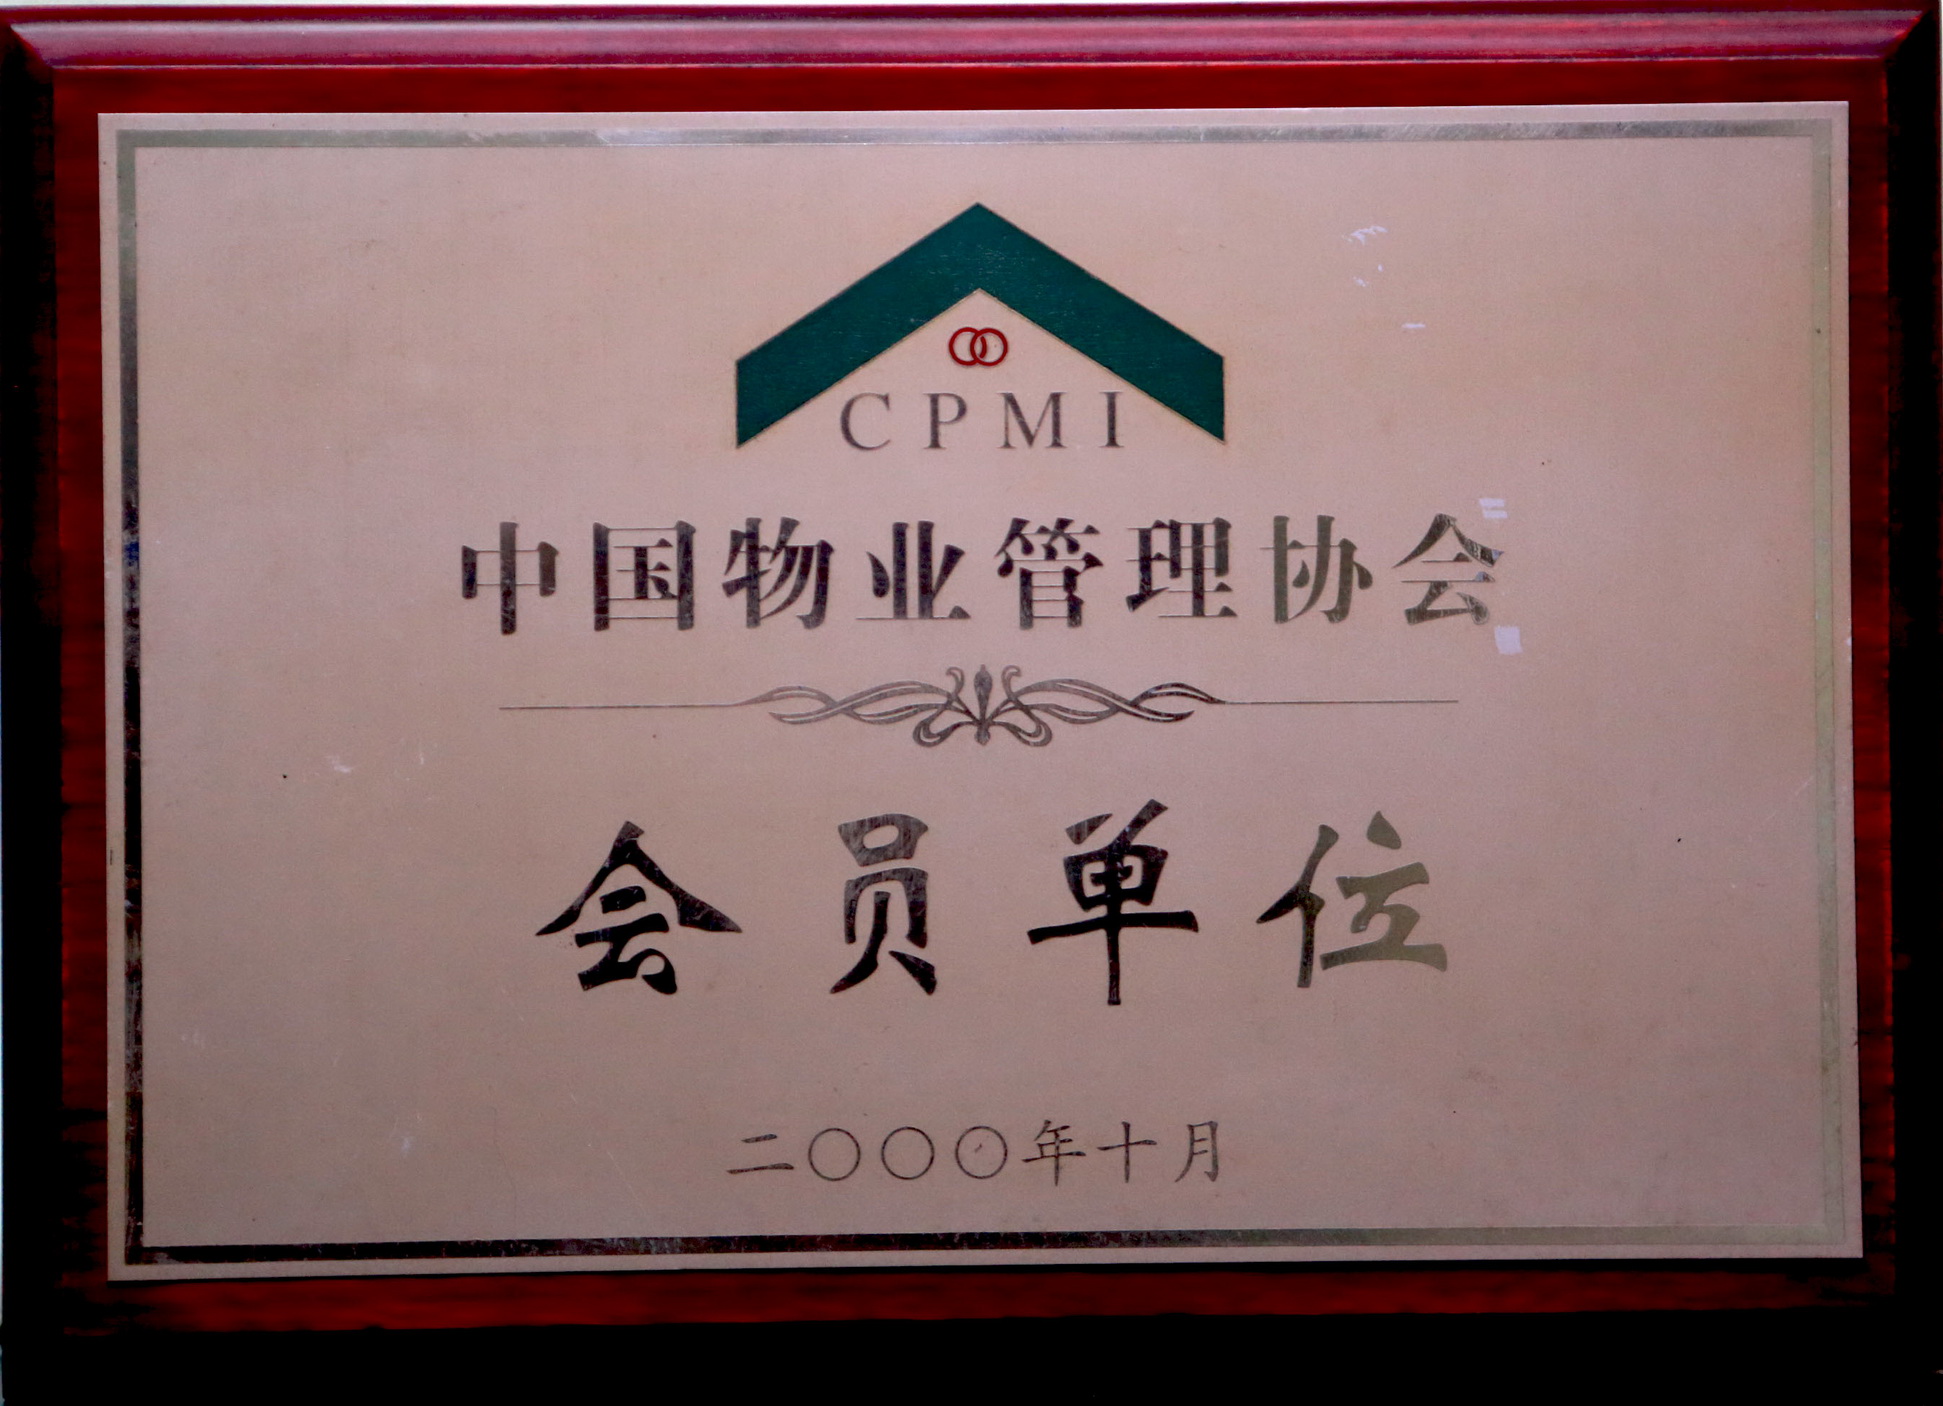 CPMI
中国物业管理协会
会员单位
二〇〇〇年十月